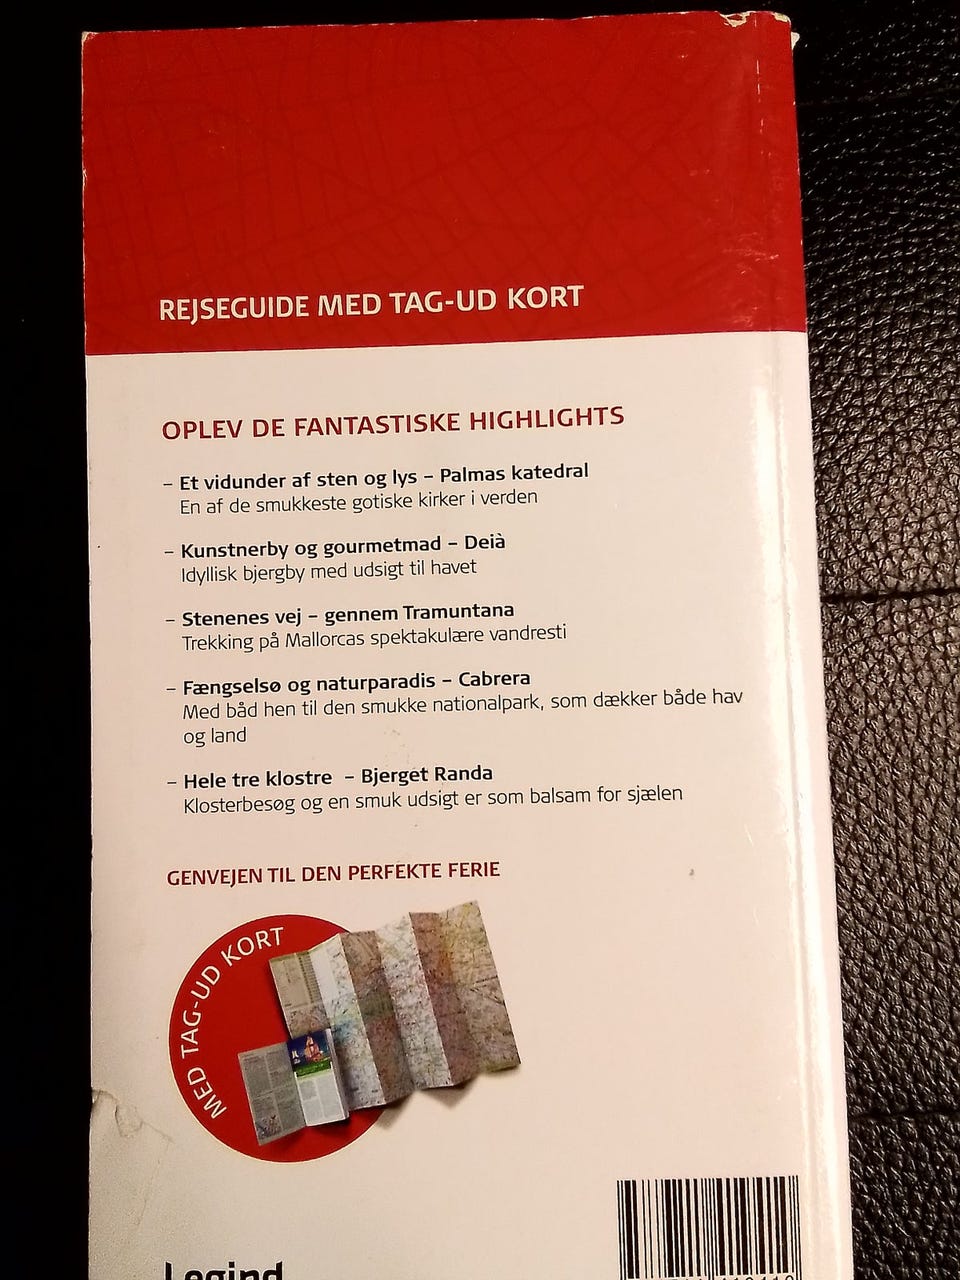 REJSEGUIDE MED TAG-UD KORT
OPLEV DE FANTASTISKE HIGHLIGHTS
– Et vidunder af sten og lys – Palmas katedral
En af de smukkeste gotiske kirker i verden
– Kunstnerby og gourmetmad – Deià
Idyllisk bjergby med udsigt til havet
– Stenenes vej – gennem Tramuntana
Trekking på Mallorcas spektakulære vandresti
– Fængselsø og naturparadis – Cabrera
Med båd hen til den smukke nationalpark, som dækker både hav
og land
– Hele tre klostre – Bjerget Randa
Klosterbesøg og en smuk udsigt er som balsam for sjælen
GENVEJEN TIL DEN PERFEKTE FERIE
MED TAG-UD KORT
Legind